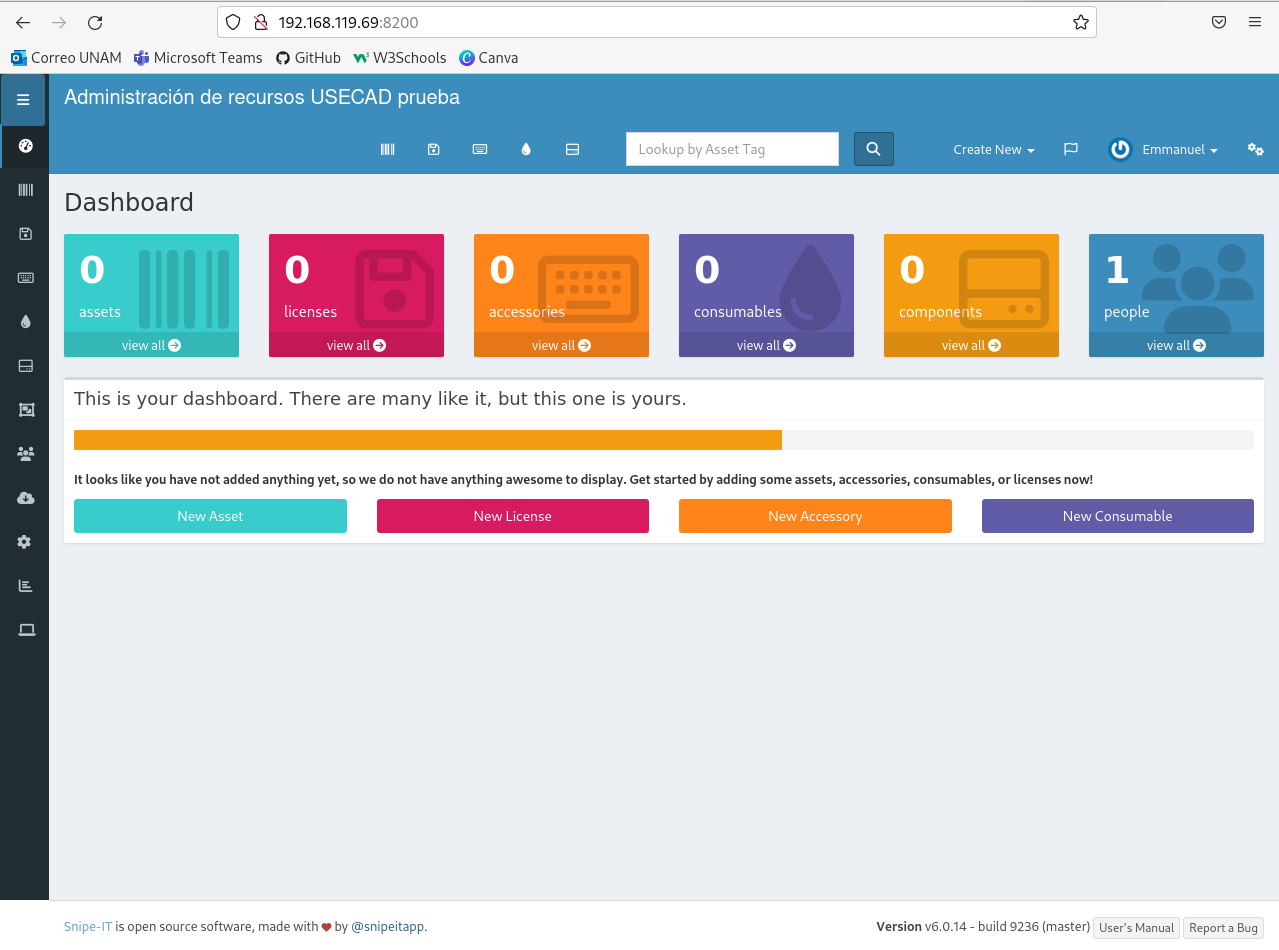 192.168.119.69:8200
Correo UNAM Microsoft Teams GitHub W3Schools Canva
Administración de recursos USECAD prueba
Lookup by Asset Tag Create New Emmanuel
Dashboard
0 0 0 0 0 1
assets licenses accessories consumables components people
view all view all view all view all view all view all
This is your dashboard. There are many like it, but this one is yours.
It looks like you have not added anything yet, so we do not have anything awesome to display. Get started by adding some assets, accessories, consumables, or licenses now!
New Asset New License New Accessory New Consumable
Snipe-IT is open source software, made with by @snipeitapp. Version v6.0.14 - build 9236 (master) User's Manual Report a Bug